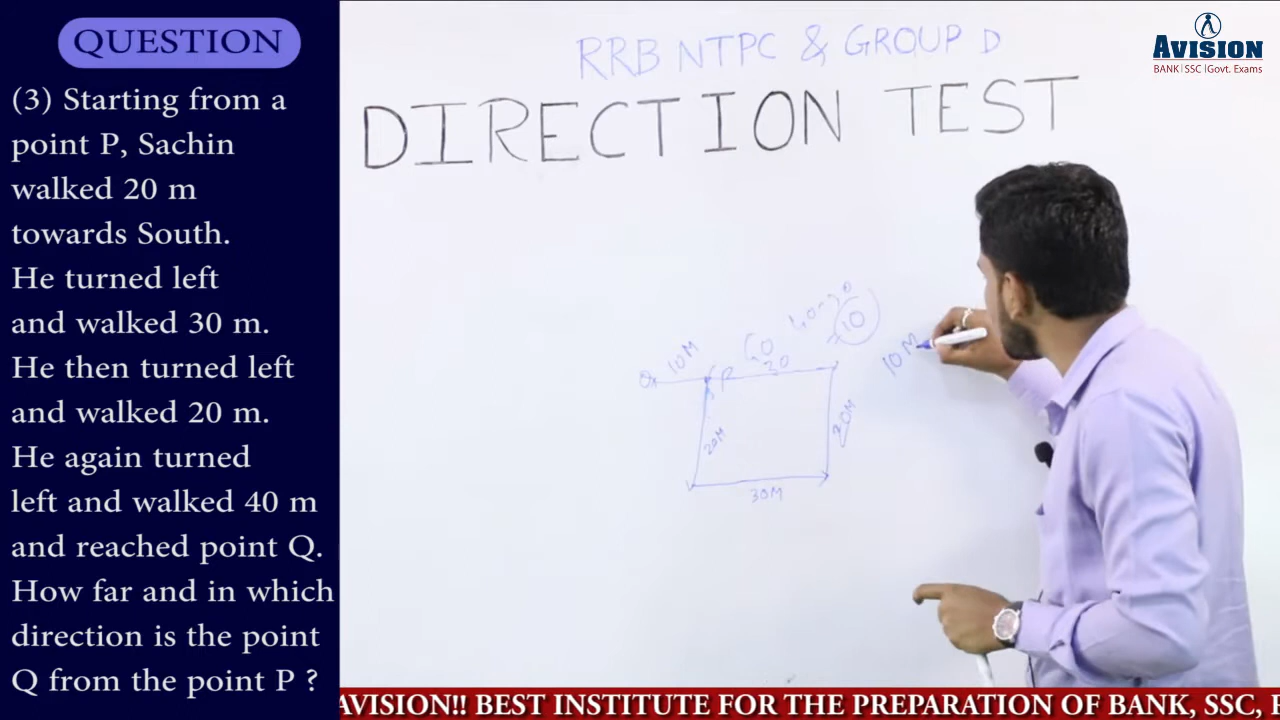 QUESTION
(3) Starting from a
point P, Sachin
walked 20 m
towards South.
He turned left
and walked 30 m.
He then turned left
and walked 20 m.
He again turned
left and walked 40 m
and reached point Q.
How far and in which
direction is the point
Q from the point P ?
RRB NTPC & GROUP D
DIRECTION TEST
AVISION
BANK | SSC | Govt. Exams
40-30
10
10 M
Q 10M P
20M
20M
30M
AVISION!! BEST INSTITUTE FOR THE PREPARATION OF BANK, SSC,